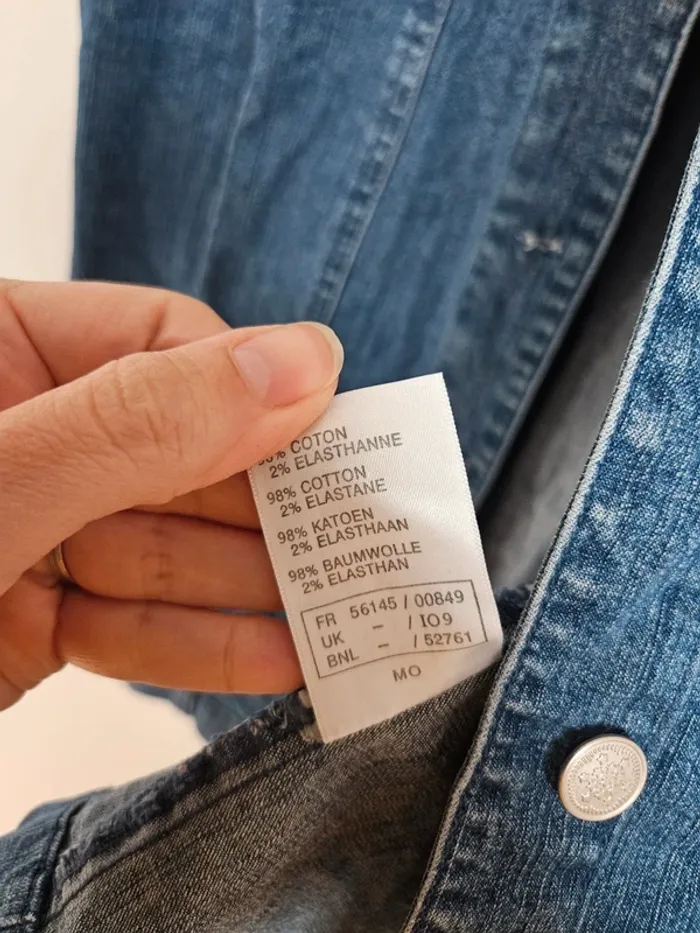 % COTON
2% ELASTHANNE
98% COTTON
2% ELASTANE
98% KATOEN
2% ELASTHAAN
98% BAUMWOLLE
2% ELASTHAN
FR 56145 / 00849
UK – / IO9
BNL – / 52761
MO